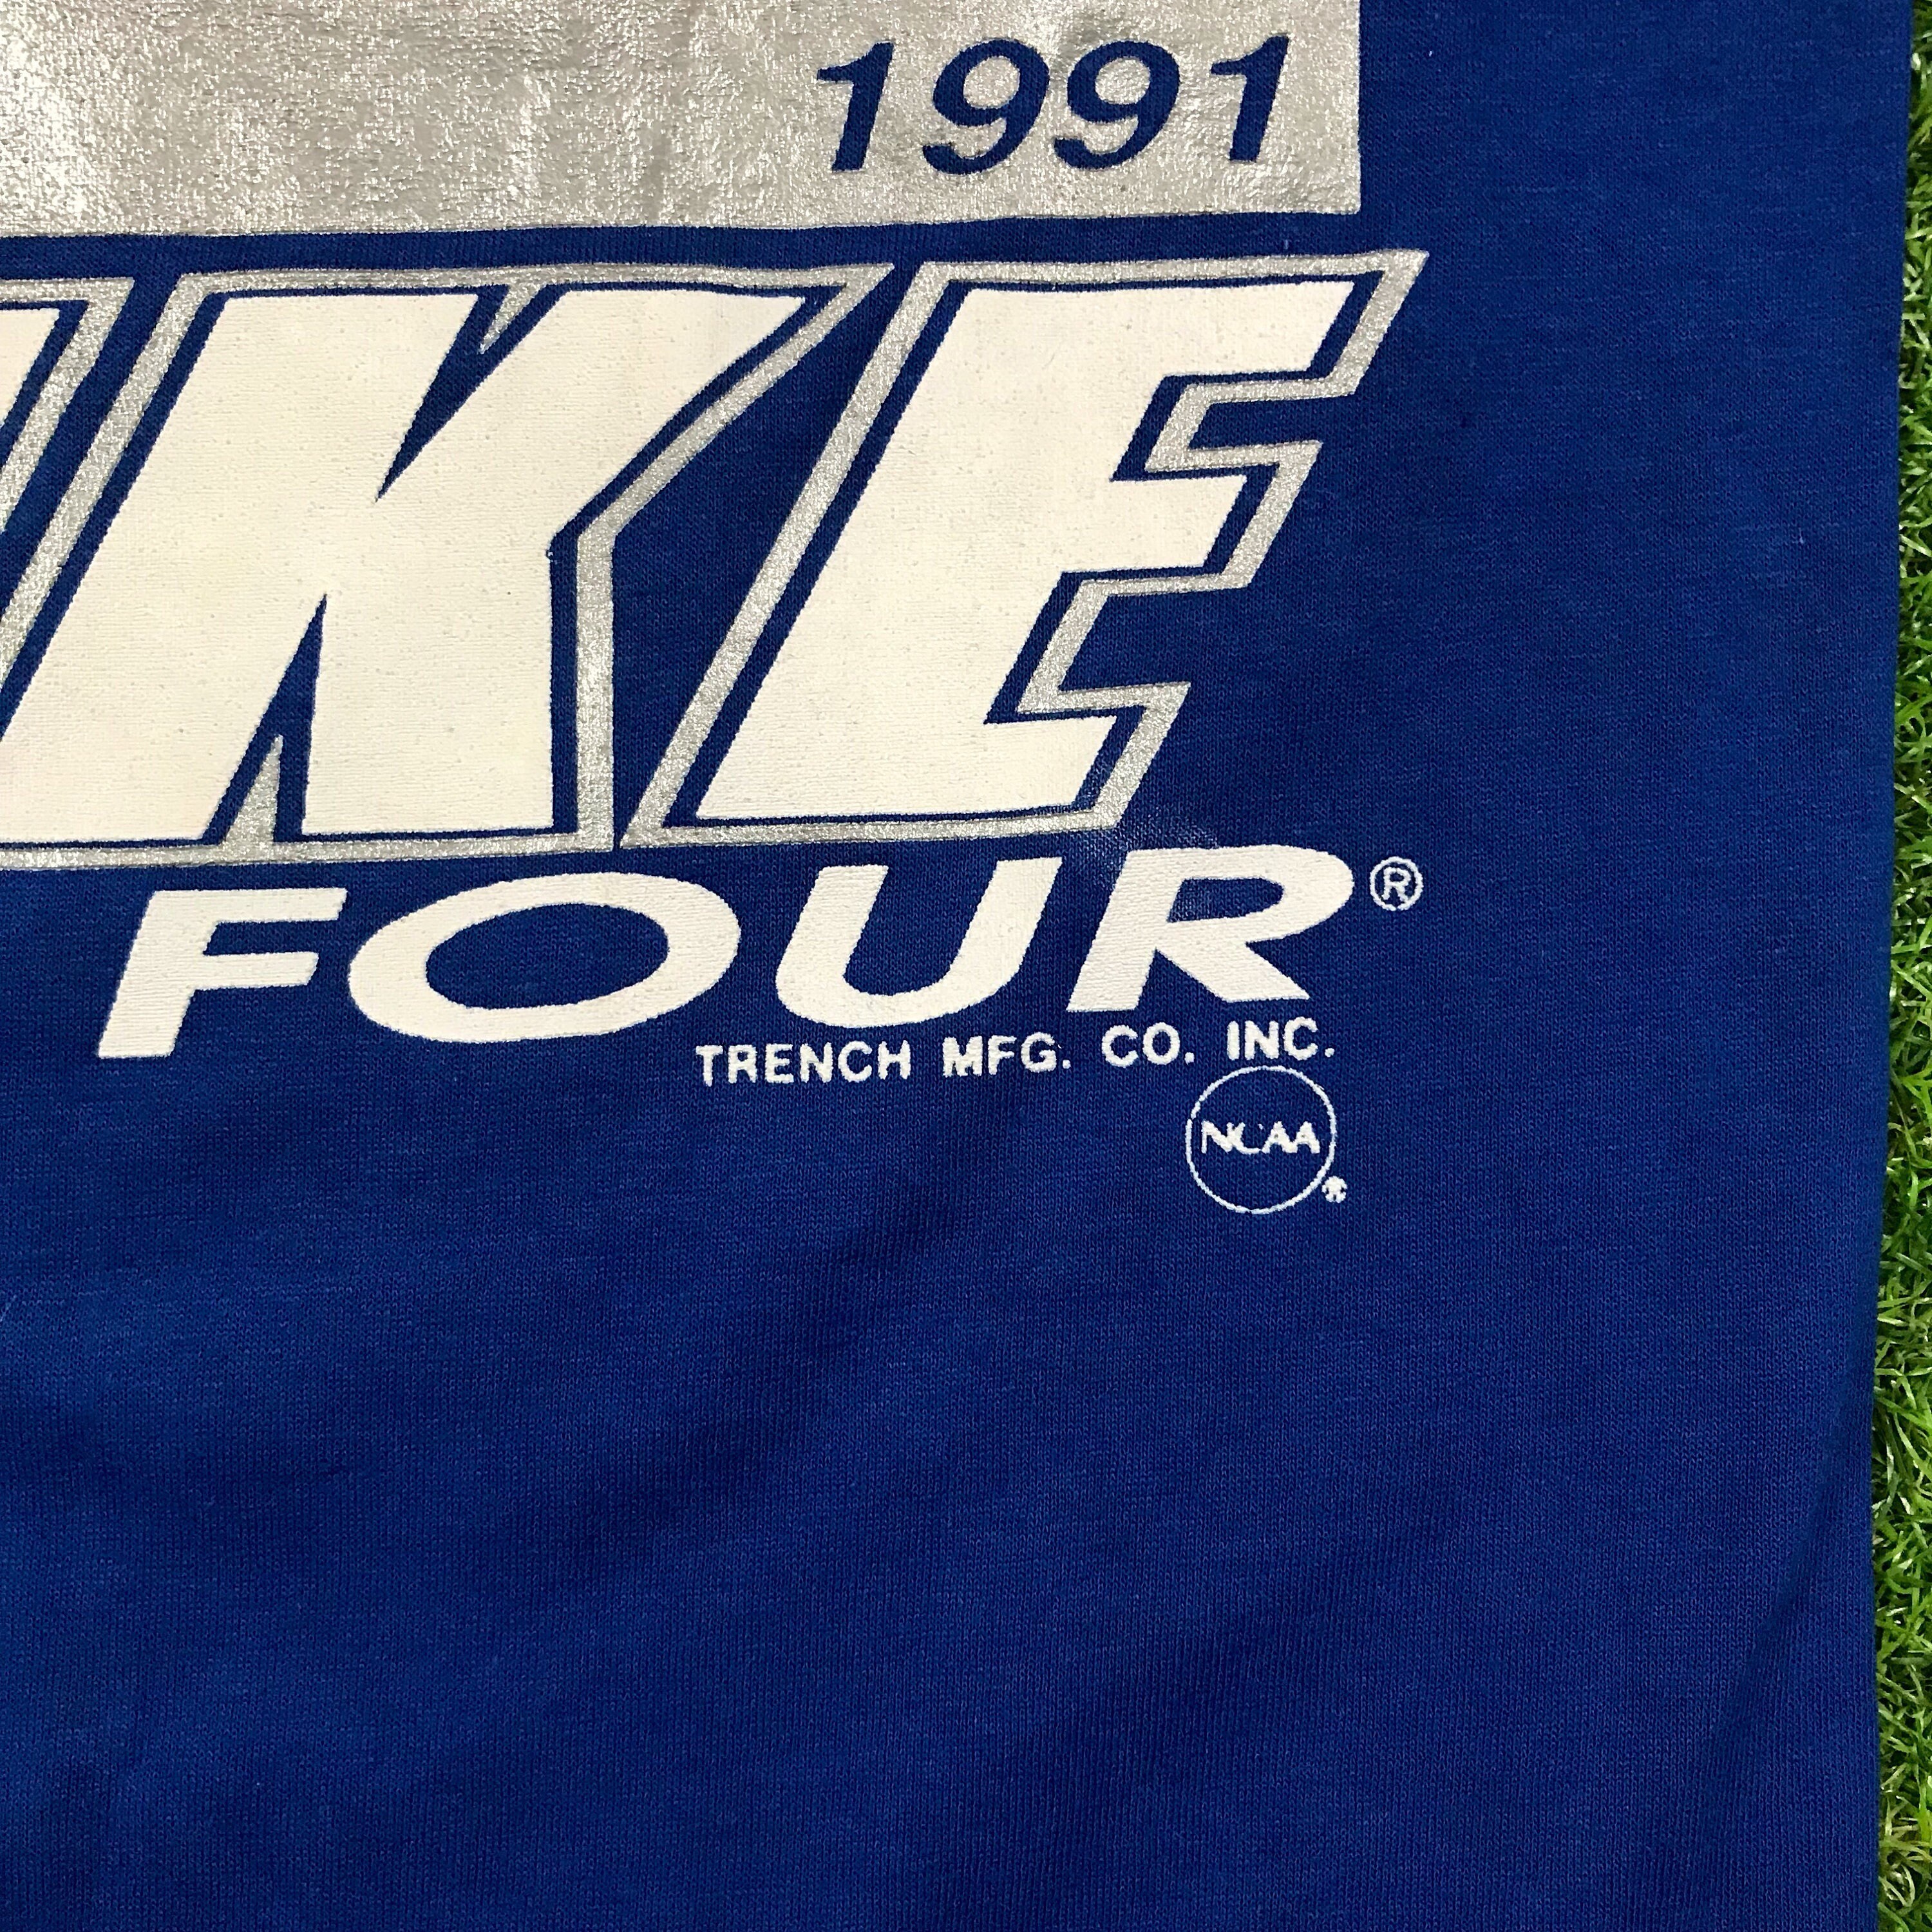 1991
KE
FOUR®
TRENCH MFG. CO. INC.
NCAA
®